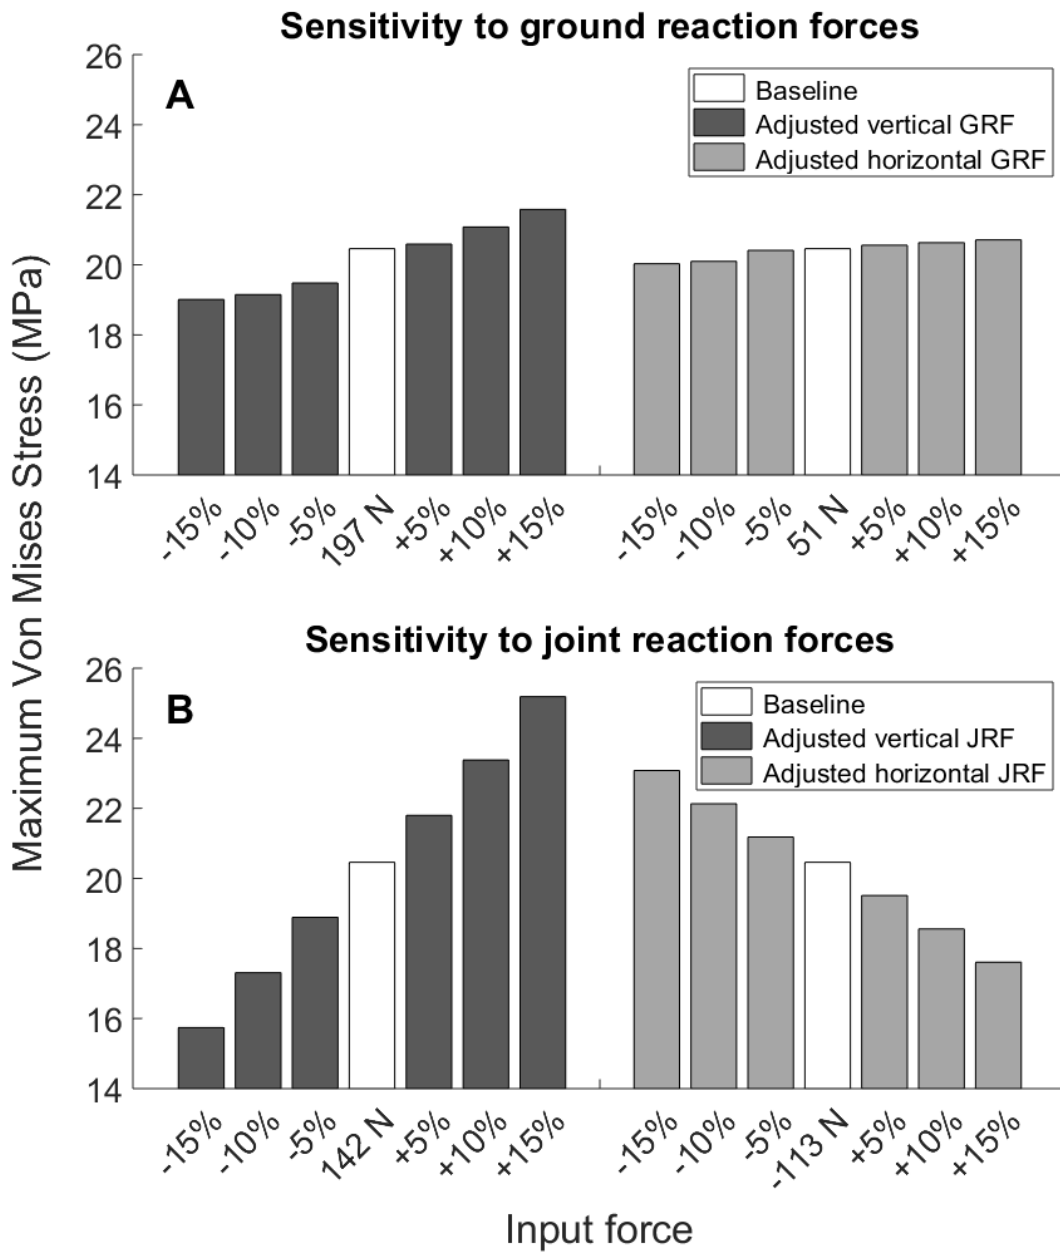 Sensitivity to ground reaction forces
A
Baseline
Adjusted vertical GRF
Adjusted horizontal GRF
26
24
22
20
18
16
14
-15%
-10%
-5%
197 N
+5%
+10%
+15%
-15%
-10%
-5%
51 N
+5%
+10%
+15%
Maximum Von Mises Stress (MPa)
Sensitivity to joint reaction forces
B
Baseline
Adjusted vertical JRF
Adjusted horizontal JRF
26
24
22
20
18
16
14
-15%
-10%
-5%
142 N
+5%
+10%
+15%
-15%
-10%
-5%
-113 N
+5%
+10%
+15%
Input force